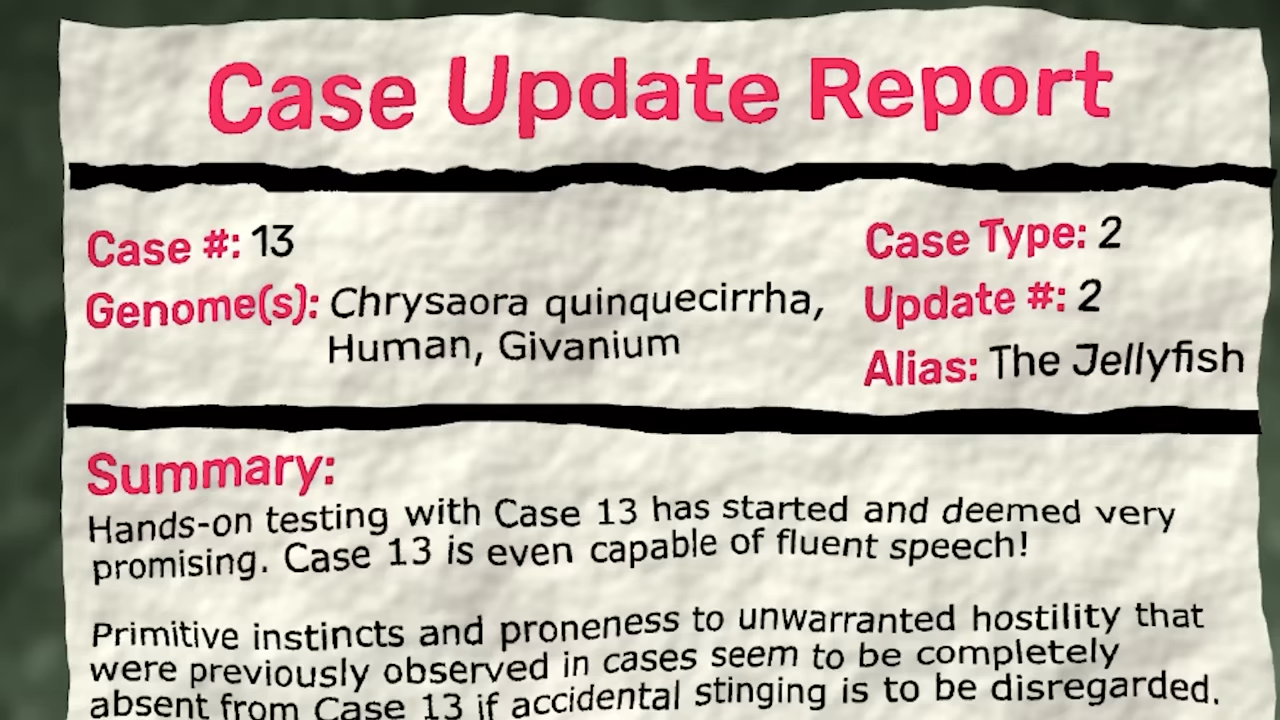 Case Update Report
Case #: 13
Case Type: 2
Genome(s): Chrysaora quinquecirrha,
Human, Givanium
Update #: 2
Alias: The Jellyfish
Summary:
Hands-on testing with Case 13 has started and deemed very
promising. Case 13 is even capable of fluent speech!
Primitive instincts and proneness to unwarranted hostility that
were previously observed in cases seem to be completely
absent from Case 13 if accidental stinging is to be disregarded.